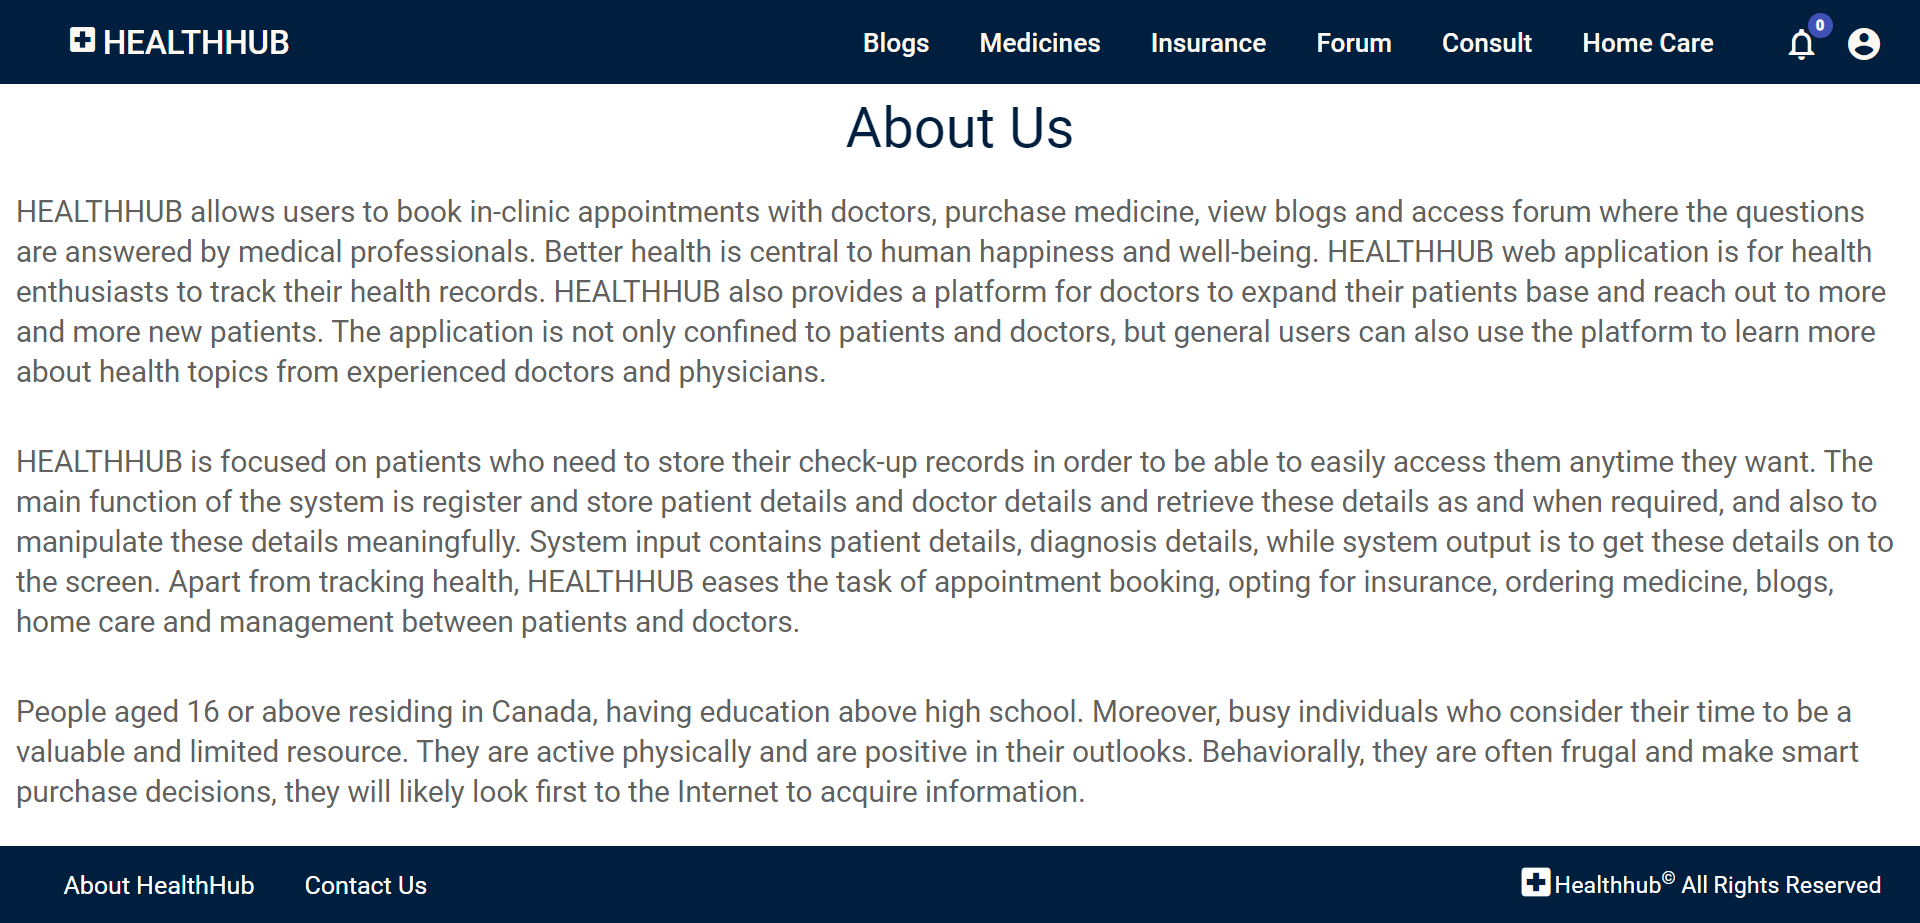 HEALTHHUB
Blogs Medicines Insurance Forum Consult Home Care 0
About Us
HEALTHHUB allows users to book in-clinic appointments with doctors, purchase medicine, view blogs and access forum where the questions
are answered by medical professionals. Better health is central to human happiness and well-being. HEALTHHUB web application is for health
enthusiasts to track their health records. HEALTHHUB also provides a platform for doctors to expand their patients base and reach out to more
and more new patients. The application is not only confined to patients and doctors, but general users can also use the platform to learn more
about health topics from experienced doctors and physicians.
HEALTHHUB is focused on patients who need to store their check-up records in order to be able to easily access them anytime they want. The
main function of the system is register and store patient details and doctor details and retrieve these details as and when required, and also to
manipulate these details meaningfully. System input contains patient details, diagnosis details, while system output is to get these details on to
the screen. Apart from tracking health, HEALTHHUB eases the task of appointment booking, opting for insurance, ordering medicine, blogs,
home care and management between patients and doctors.
People aged 16 or above residing in Canada, having education above high school. Moreover, busy individuals who consider their time to be a
valuable and limited resource. They are active physically and are positive in their outlooks. Behaviorally, they are often frugal and make smart
purchase decisions, they will likely look first to the Internet to acquire information.
About HealthHub Contact Us Healthhub© All Rights Reserved